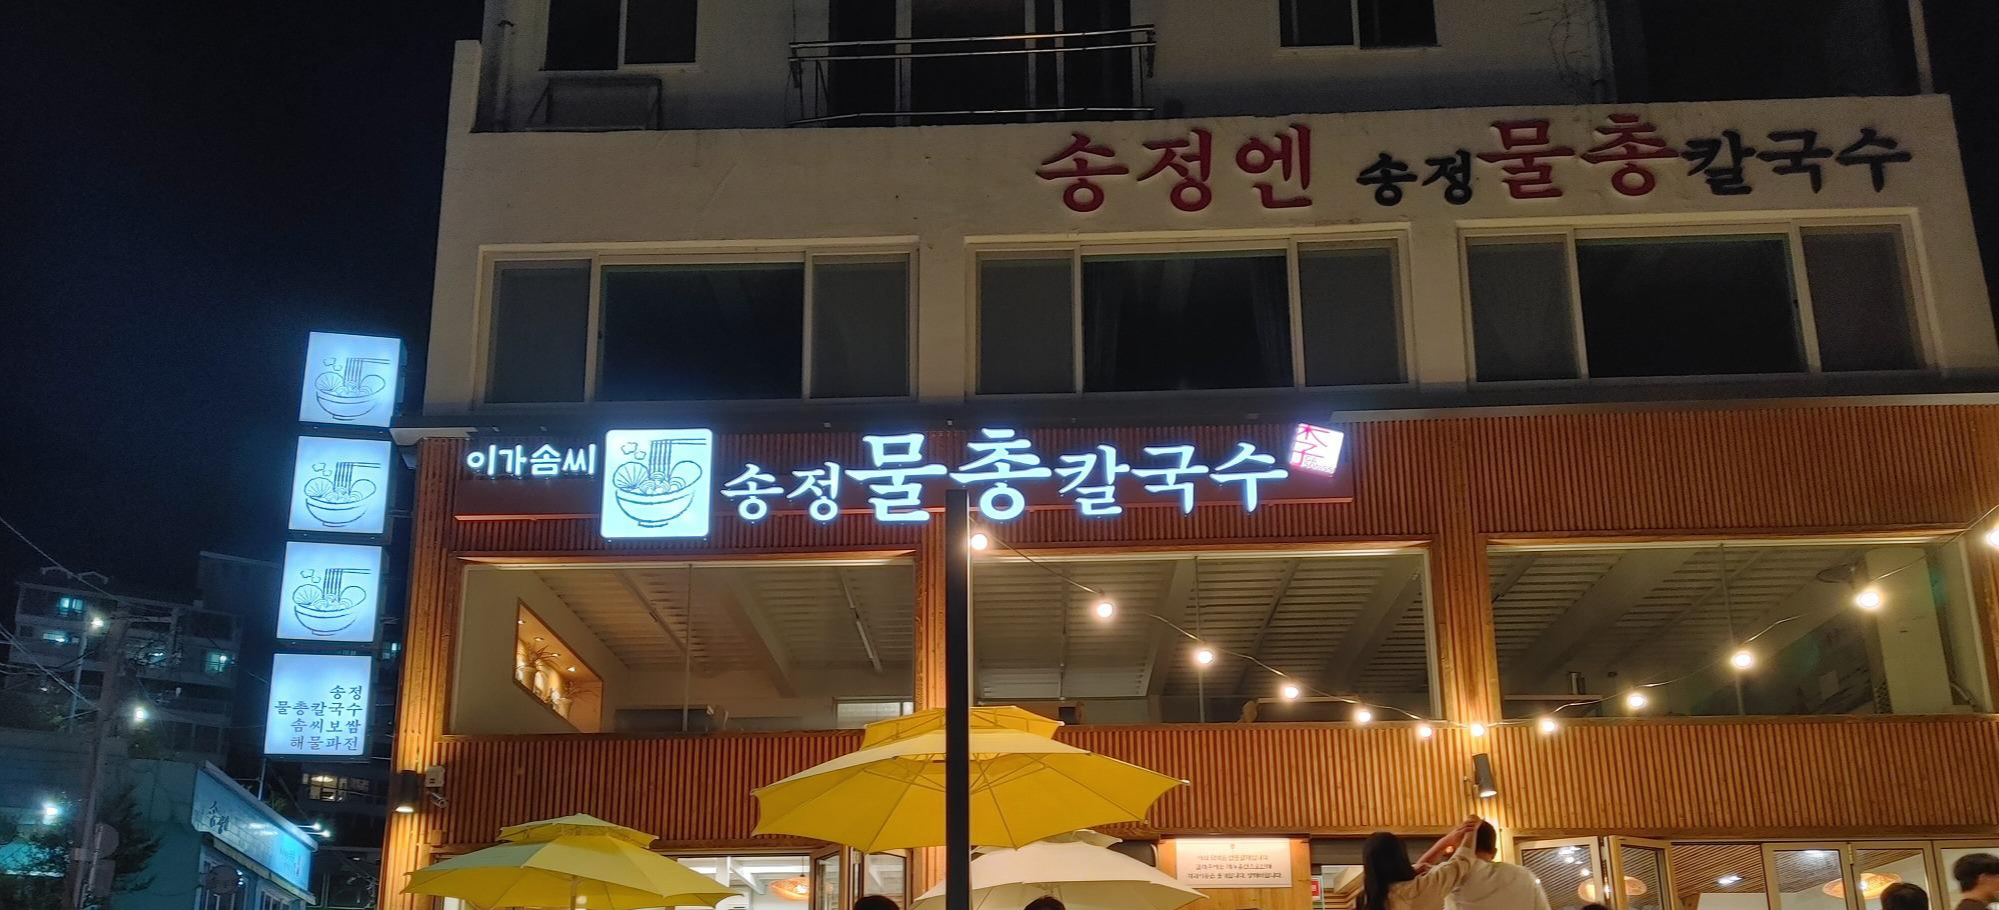 송정엔 송정물총칼국수
이가솜씨 송정물총칼국수
송정
물총칼국수
솜씨보쌈
해물파전